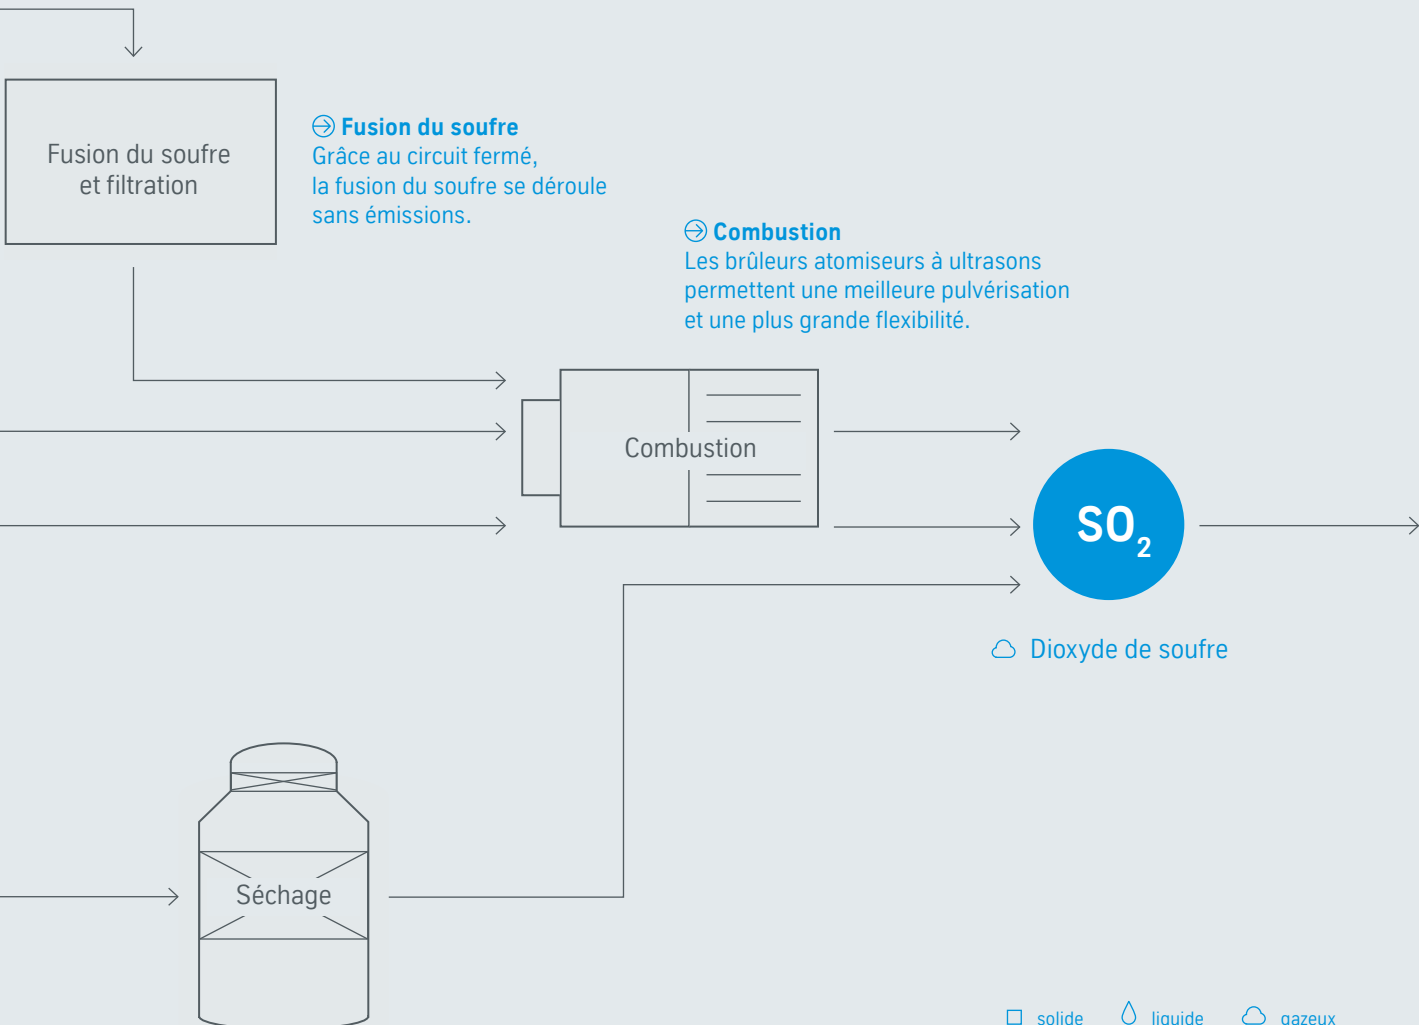 Fusion du soufre
et filtration
Fusion du soufre
Grâce au circuit fermé,
la fusion du soufre se déroule
sans émissions.
Combustion
Les brûleurs atomiseurs à ultrasons
permettent une meilleure pulvérisation
et une plus grande flexibilité.
Combustion
SO₂
Dioxyde de soufre
Séchage
solide liquide gazeux